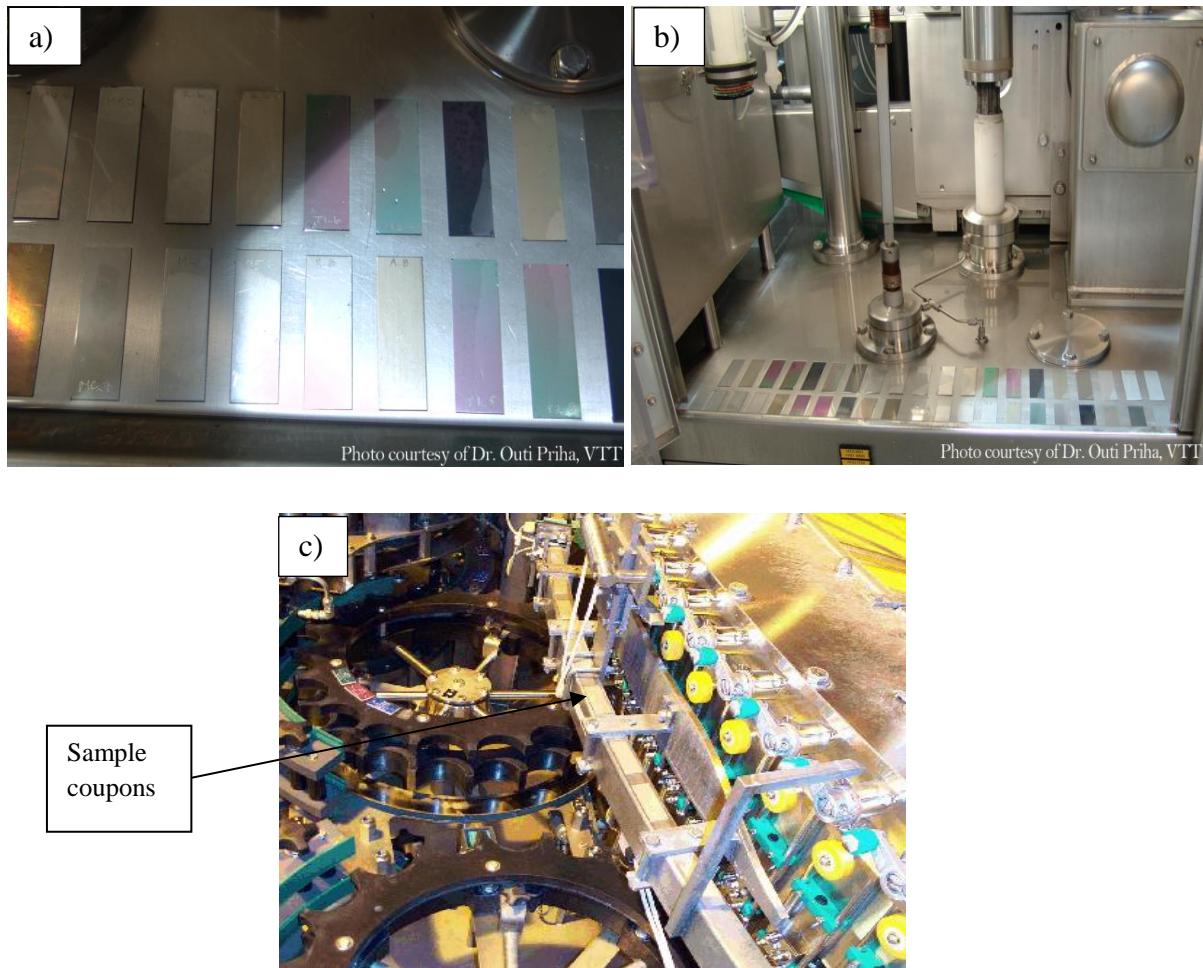 a)
b)
Photo courtesy of Dr. Outi Priha, VTT
Photo courtesy of Dr. Outi Priha, VTT
c)
Sample
coupons